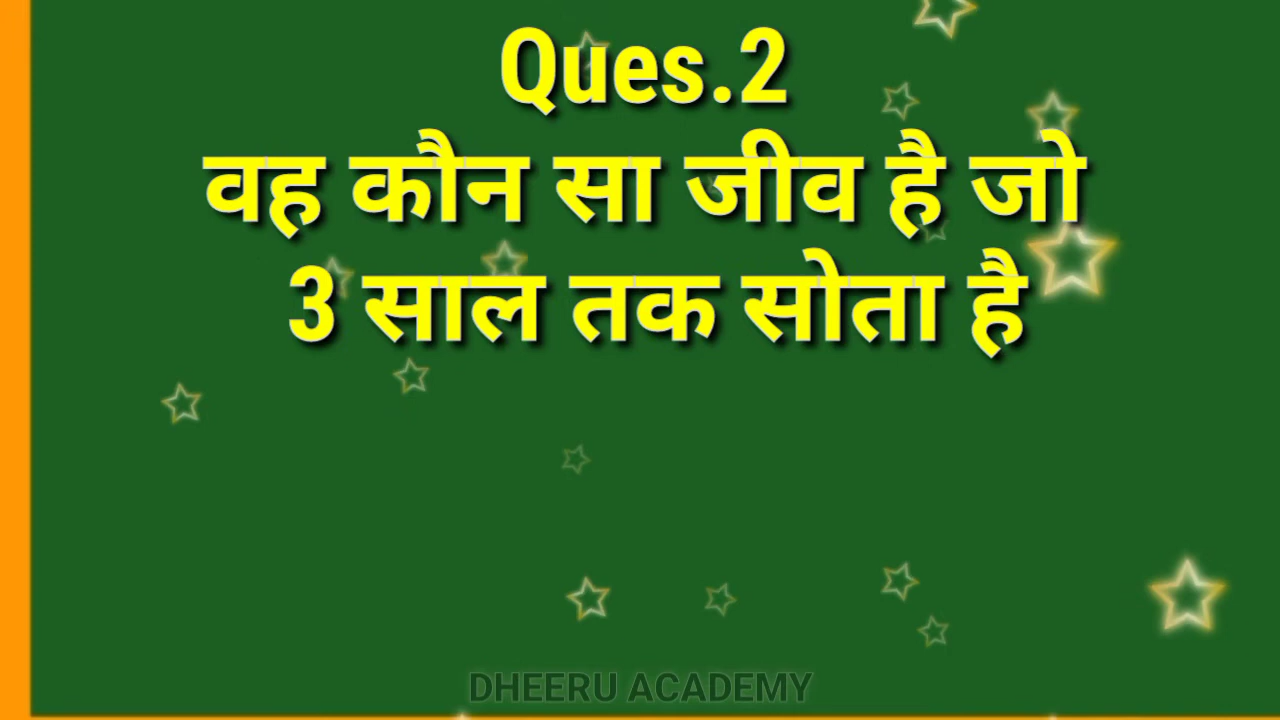 Ques.2
वह कौन सा जीव है जो
3 साल तक सोता है
DHEERU ACADEMY